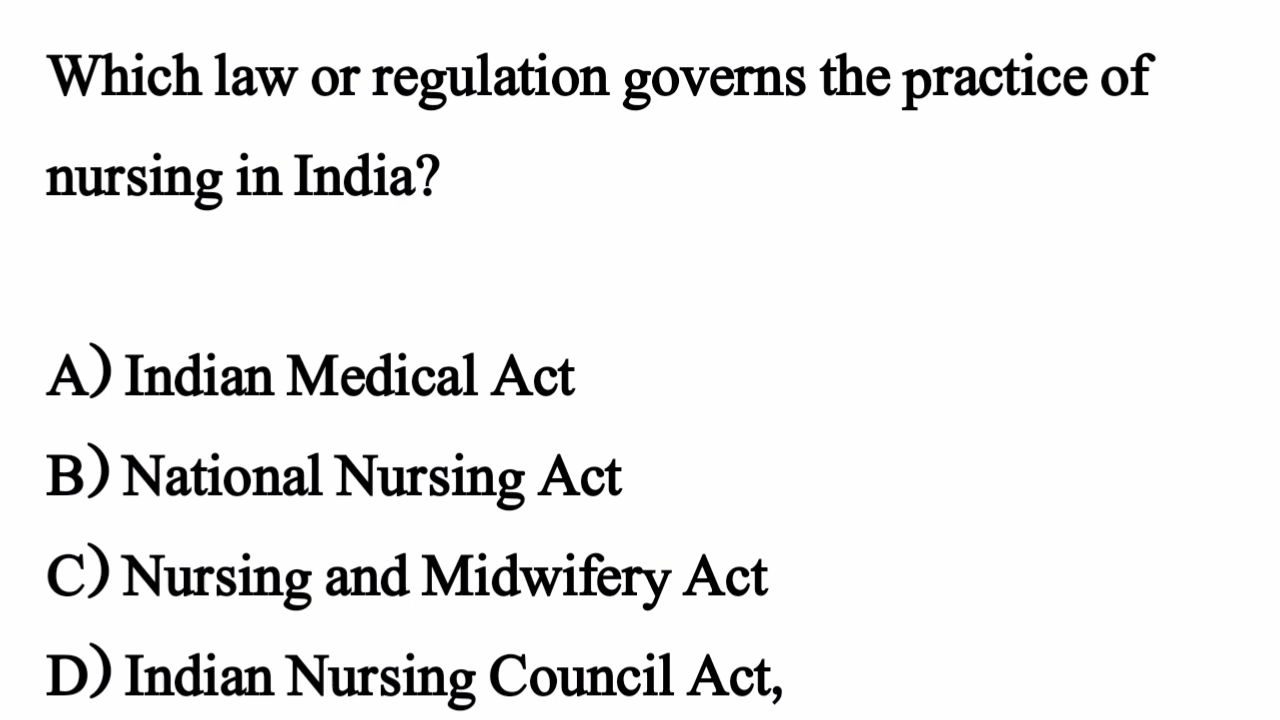 Which law or regulation governs the practice of
nursing in India?
A) Indian Medical Act
B) National Nursing Act
C) Nursing and Midwifery Act
D) Indian Nursing Council Act,